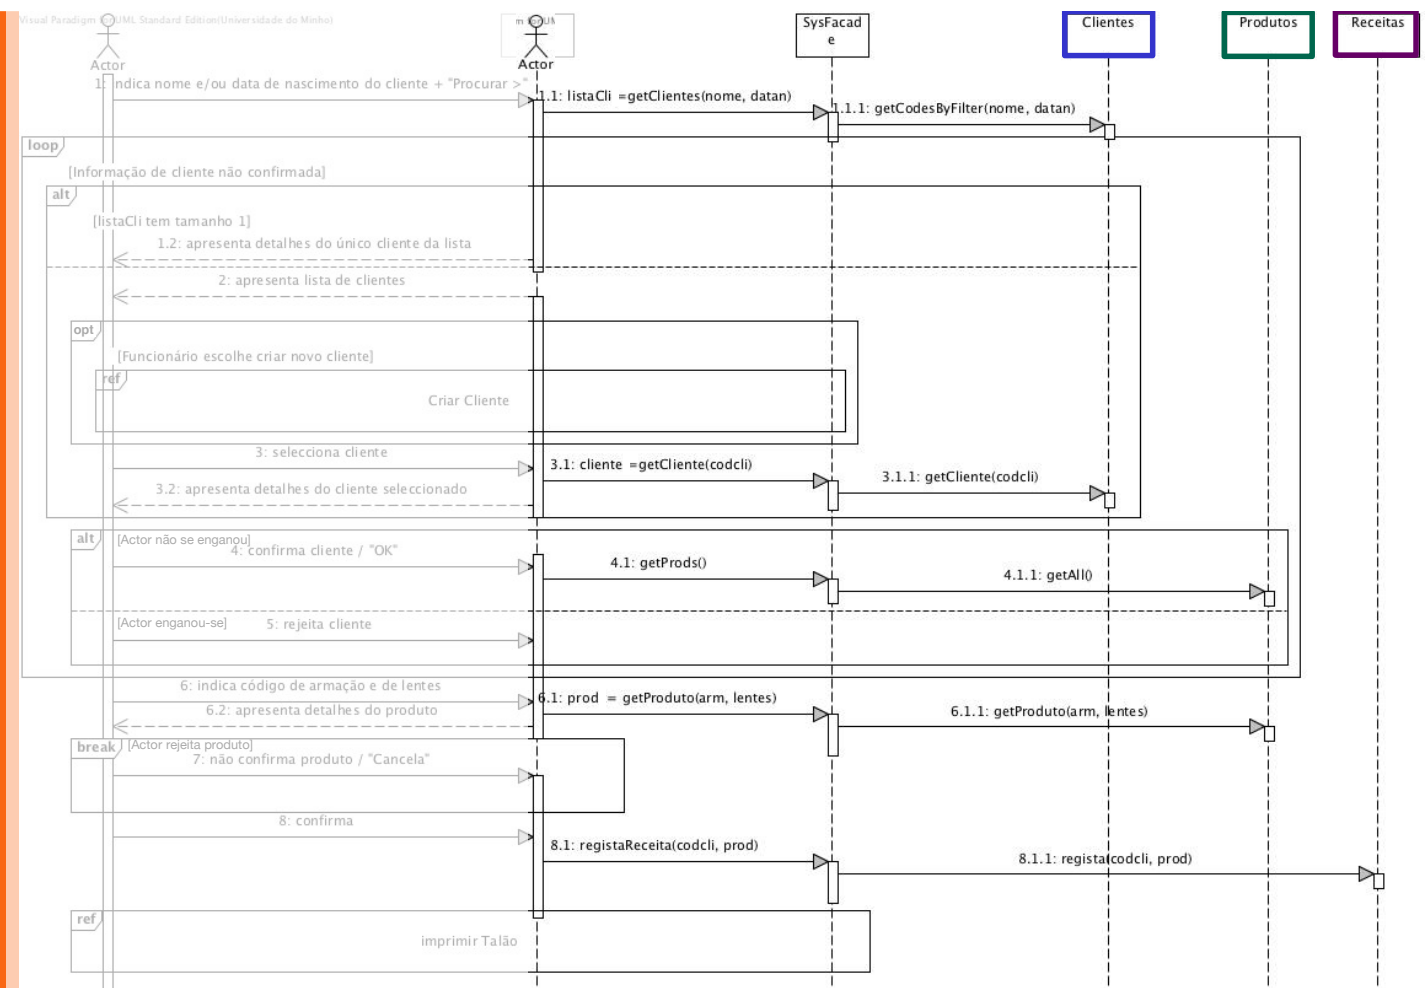 Visual Paradigm for UML Standard Edition(Universidade do Minho)
Actor
Actor
SysFacad
e
Clientes
Produtos
Receitas
1: indica nome e/ou data de nascimento do cliente + "Procurar >"
1.1: listaCli =getClientes(nome, datan)
1.1.1: getCodesByFilter(nome, datan)
loop
[Informação de cliente não confirmada]
alt
[listaCli tem tamanho 1]
1.2: apresenta detalhes do único cliente da lista
2: apresenta lista de clientes
opt
[Funcionário escolhe criar novo cliente]
ref
Criar Cliente
3: selecciona cliente
3.1: cliente =getCliente(codcli)
3.1.1: getCliente(codcli)
3.2: apresenta detalhes do cliente seleccionado
alt
[Actor não se enganou]
4: confirma cliente / "OK"
4.1: getProds()
4.1.1: getAll()
[Actor enganou-se]
5: rejeita cliente
6: indica código de armação e de lentes
6.1: prod = getProduto(arm, lentes)
6.1.1: getProduto(arm, lentes)
6.2: apresenta detalhes do produto
break
[Actor rejeita produto]
7: não confirma produto / "Cancela"
8: confirma
8.1: registaReceita(codcli, prod)
8.1.1: regista(codcli, prod)
ref
imprimir Talão